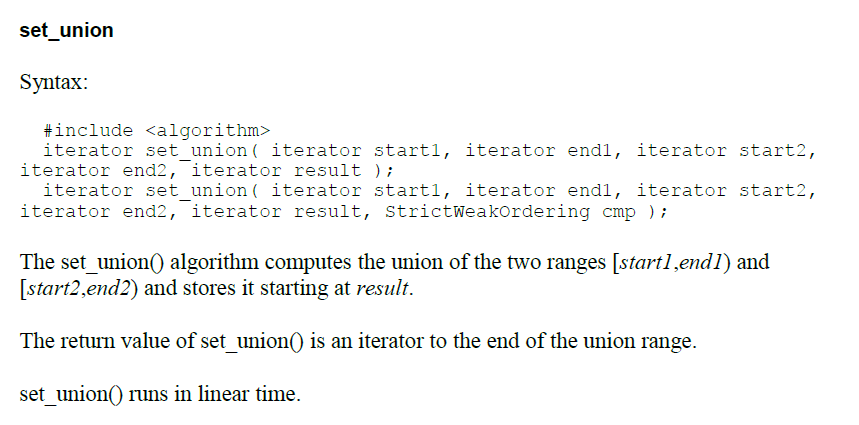 set_union
Syntax:
#include <algorithm>
iterator set_union( iterator start1, iterator end1, iterator start2,
iterator end2, iterator result );
iterator set_union( iterator start1, iterator end1, iterator start2,
iterator end2, iterator result, StrictWeakOrdering cmp );
The set_union() algorithm computes the union of the two ranges [start1,end1) and
[start2,end2) and stores it starting at result.
The return value of set_union() is an iterator to the end of the union range.
set_union() runs in linear time.